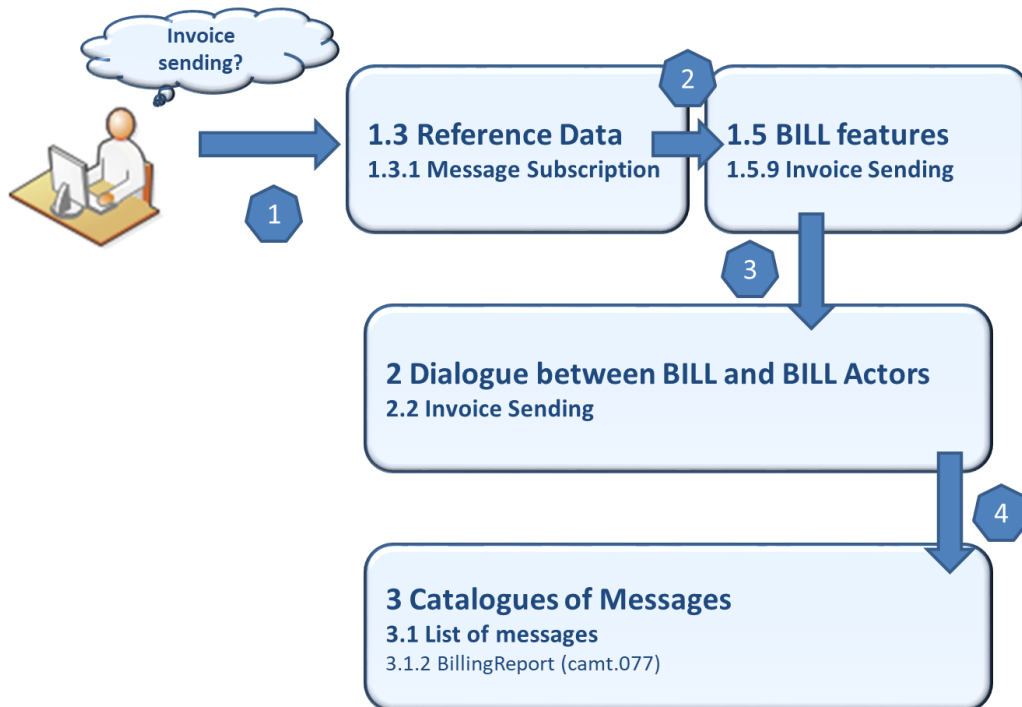 Invoice
sending?
1
1.3 Reference Data
1.3.1 Message Subscription
2
1.5 BILL features
1.5.9 Invoice Sending
3
2 Dialogue between BILL and BILL Actors
2.2 Invoice Sending
4
3 Catalogues of Messages
3.1 List of messages
3.1.2 BillingReport (camt.077)